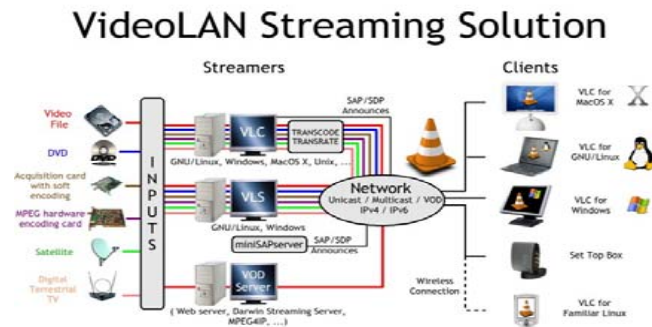 VideoLAN Streaming Solution
Streamers
Clients
Video
File
DVD
DVD
Acquisition card
with soft
encoding
MPEG hardware
encoding card
Satellite
Digital
Terrestrial
TV
INPUTS
VLC
TRANSCODE
TRANSRATE
SAP/SDP
Announces
GNU/Linux, Windows, MacOS X, Unix, ...
VLS
GNU/Linux, Windows
miniSAPserver
SAP/SDP
Announces
VOD
Server
( Web server, Darwin Streaming Server,
MPEG4IP, ...)
Network
Unicast / Multicast / VOD
IPv4 / IPv6
Wireless
Connection
VLC for
MacOS X
X
VLC for
GNU/Linux
VLC for
Windows
Set Top Box
VLC for
Familiar Linux